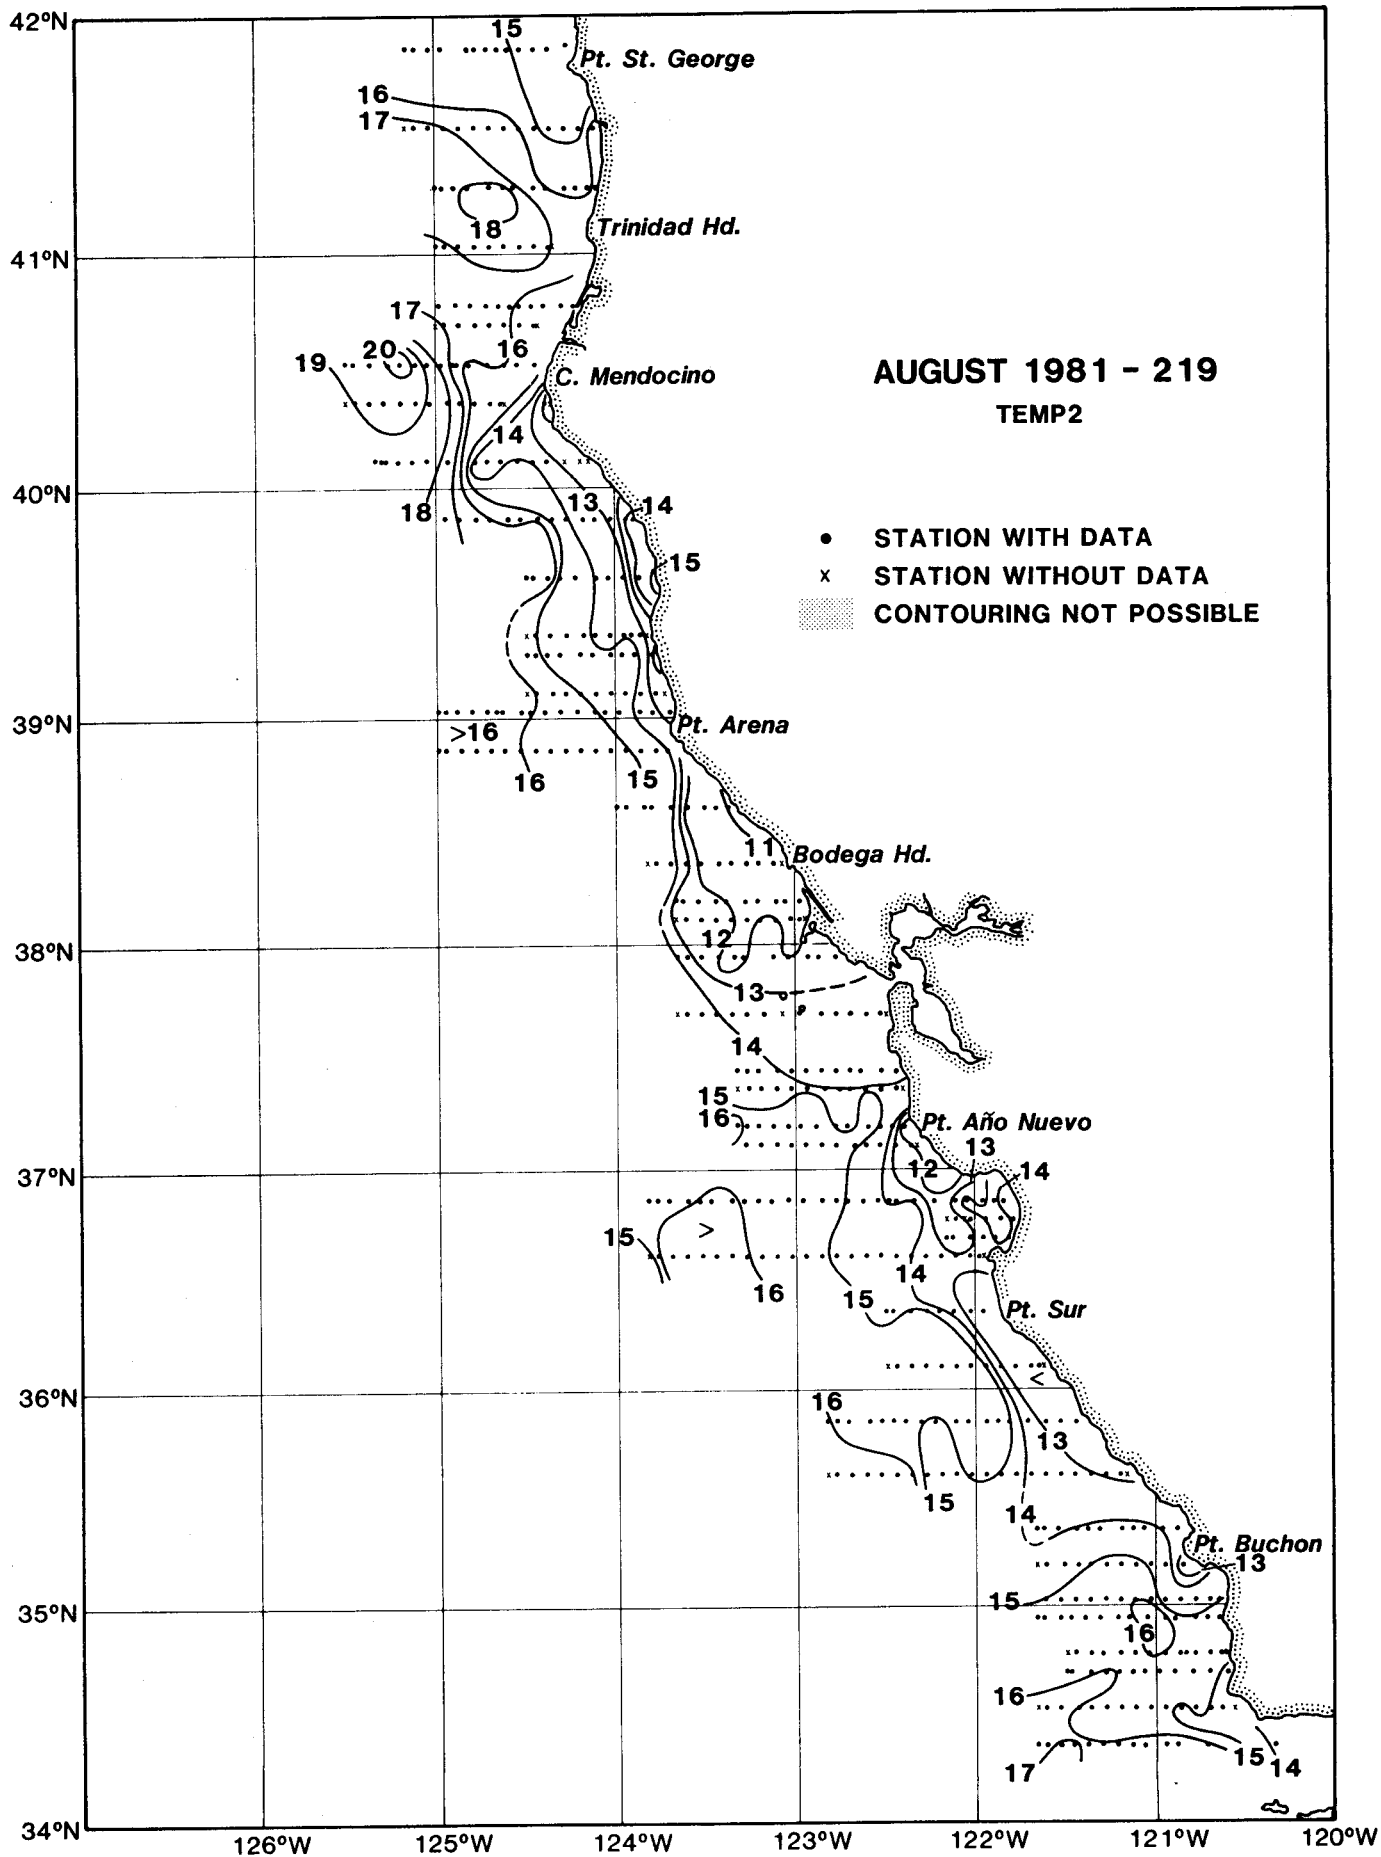 42°N
15
Pt. St. George
16
17
18
Trinidad Hd.
41°N
17
16
19
20
C. Mendocino
AUGUST 1981 - 219
TEMP2
14
40°N
13
14
18
● STATION WITH DATA
15
x STATION WITHOUT DATA
CONTOURING NOT POSSIBLE
39°N
Pt. Arena
>16
16
15
11
Bodega Hd.
12
38°N
13
14
15
16
Pt. Año Nuevo
13
12
14
37°N
15
>
14
16
15
Pt. Sur
<
36°N
16
13
15
14
Pt. Buchon
13
15
35°N
16
16
15
14
17
34°N
126°W
125°W
124°W
123°W
122°W
121°W
120°W